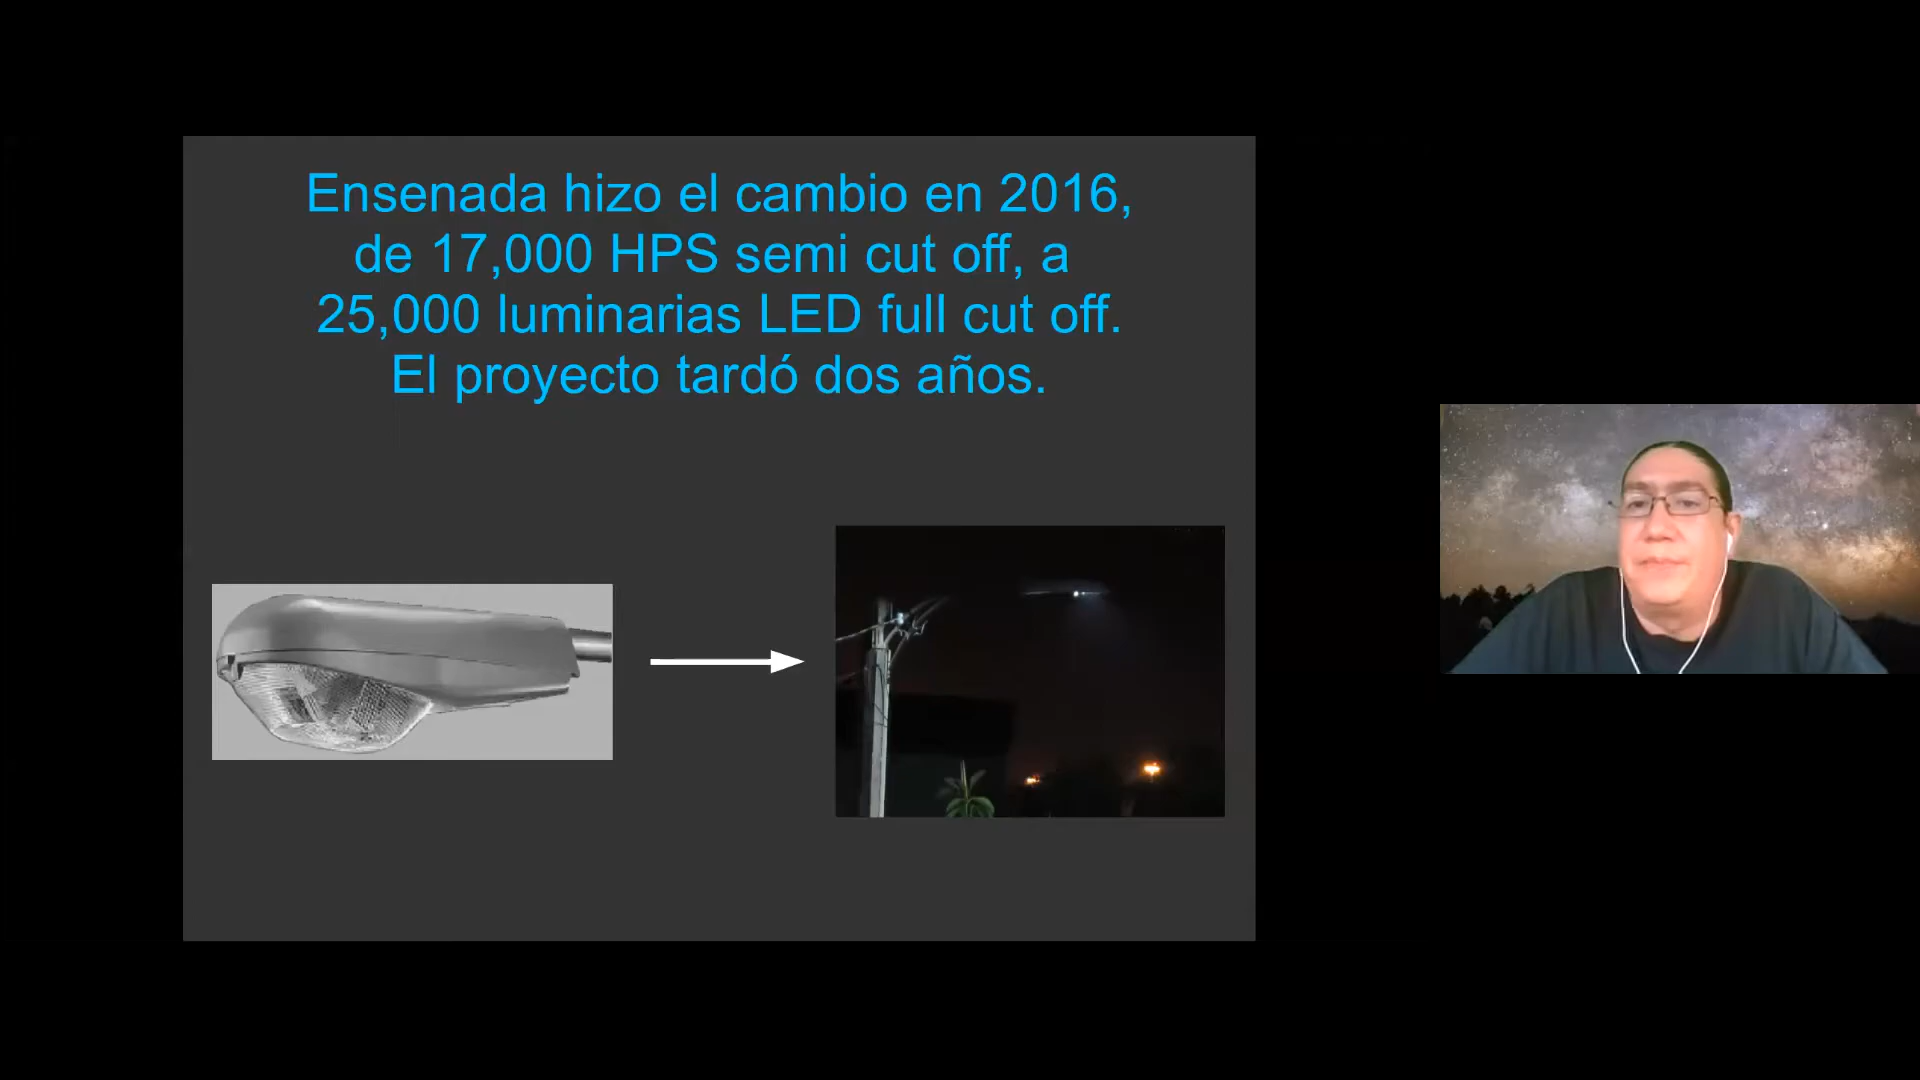 Ensenada hizo el cambio en 2016,
de 17,000 HPS semi cut off, a
25,000 luminarias LED full cut off.
El proyecto tardó dos años.